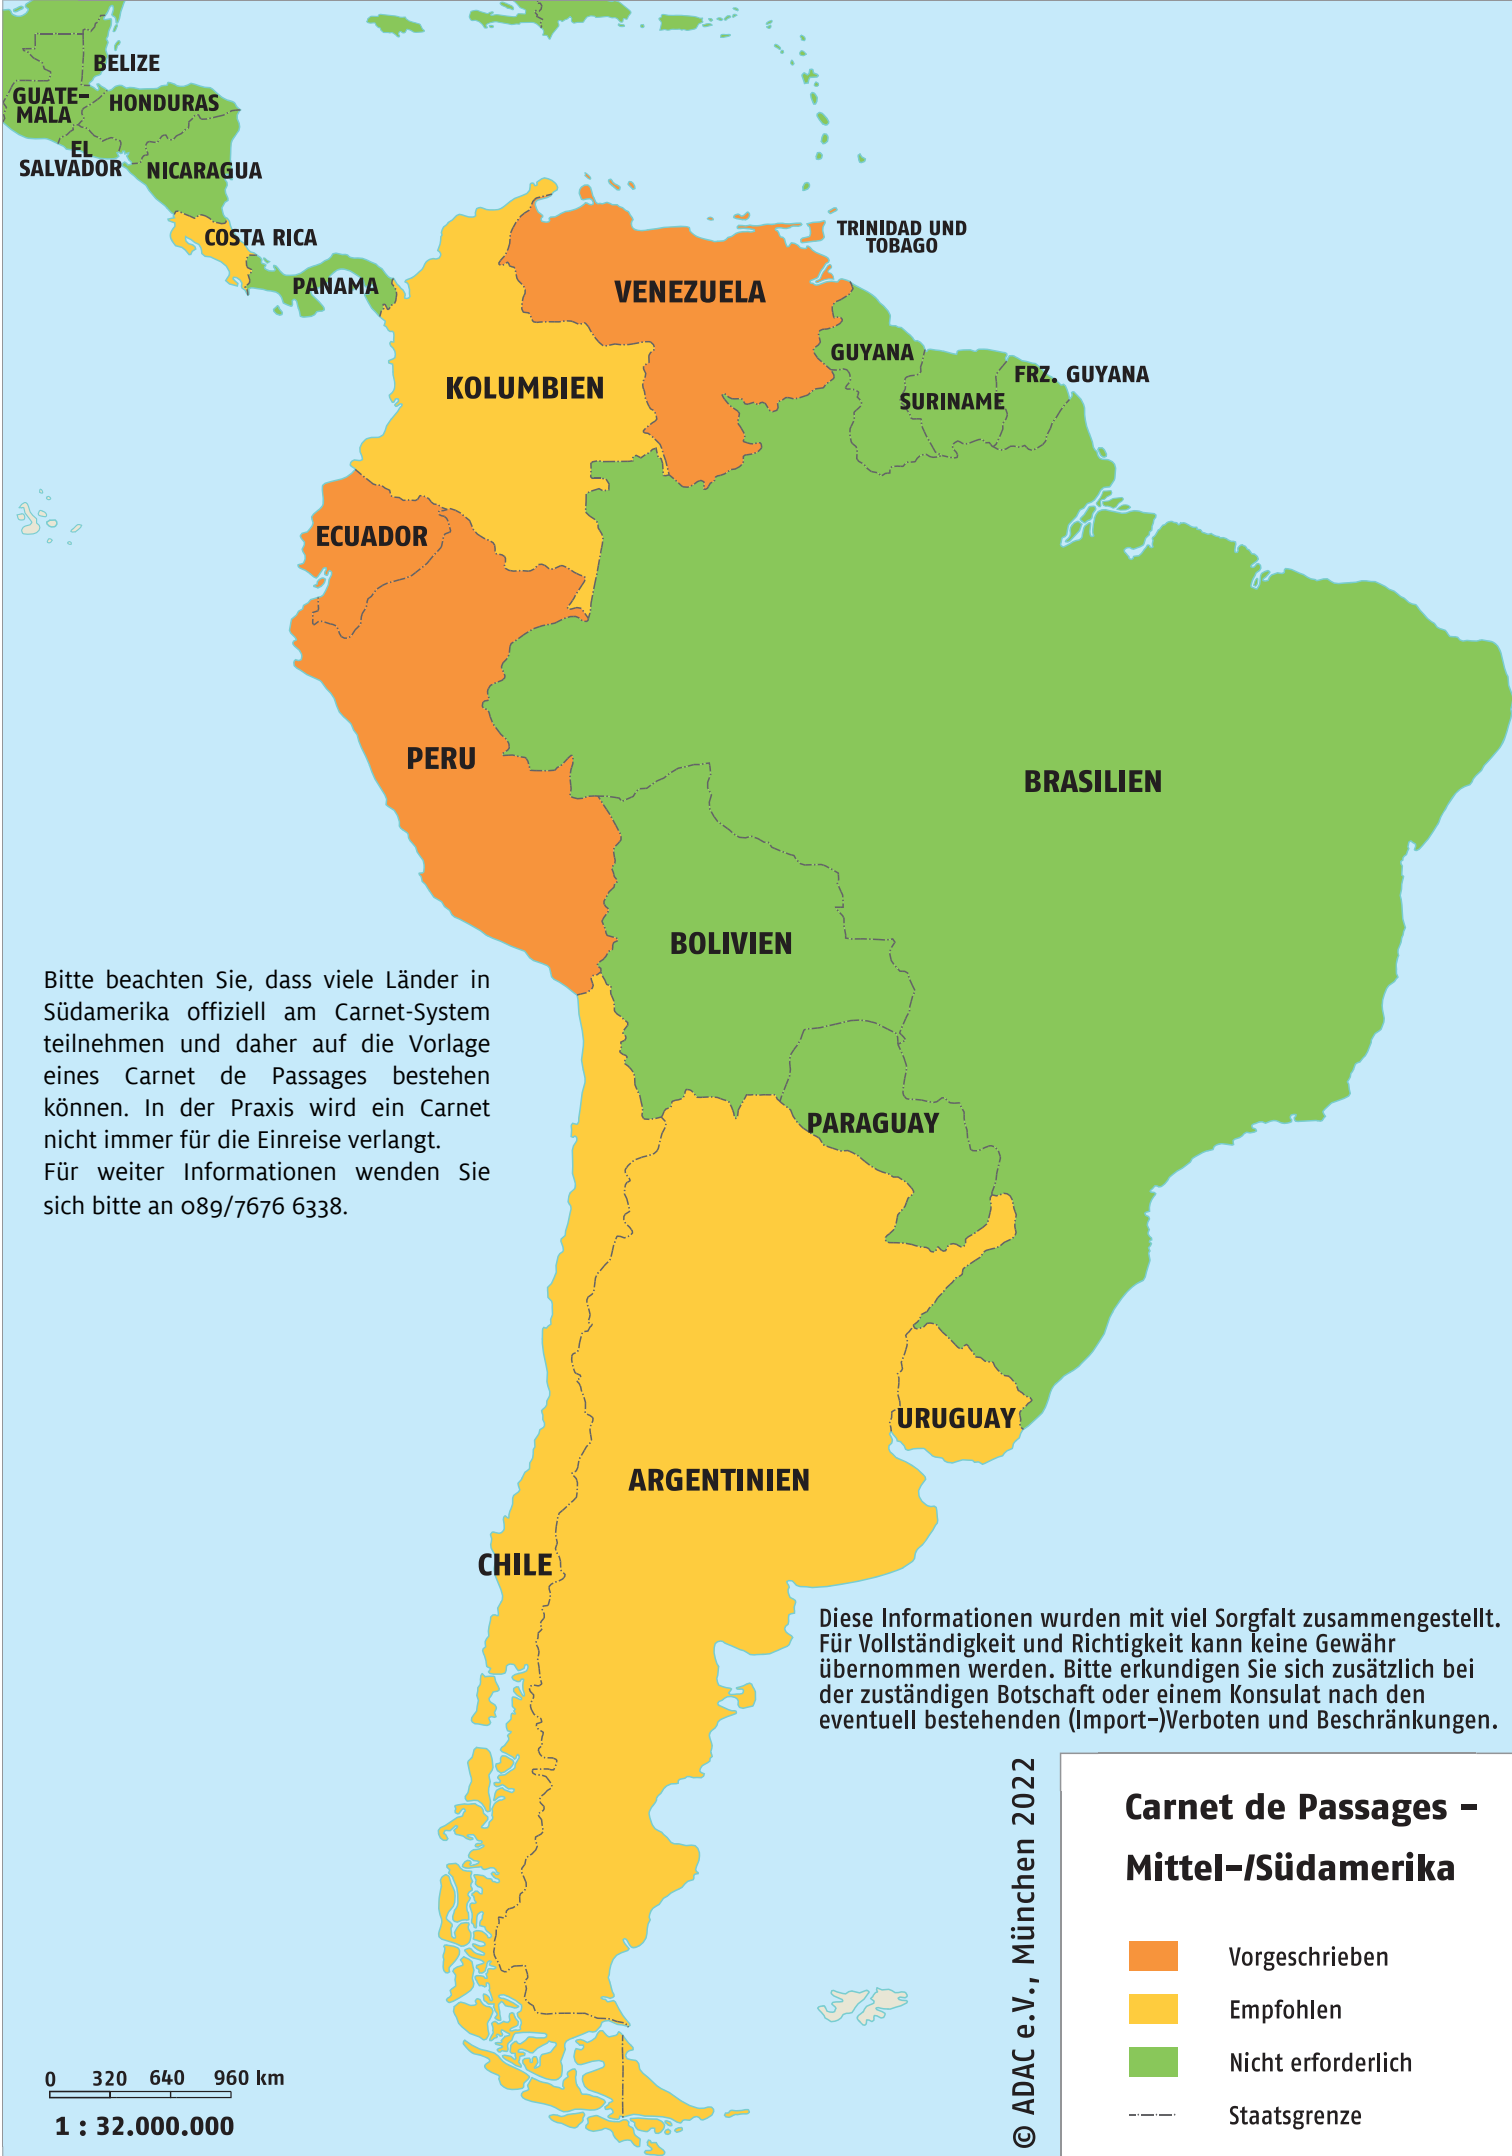 BELIZE
GUATE-
MALA
HONDURAS
EL
SALVADOR
NICARAGUA
COSTA RICA
PANAMA
TRINIDAD UND
TOBAGO
VENEZUELA
GUYANA
FRZ. GUYANA
SURINAME
KOLUMBIEN
ECUADOR
PERU
BRASILIEN
BOLIVIEN
Bitte beachten Sie, dass viele Länder in
Südamerika offiziell am Carnet-System
teilnehmen und daher auf die Vorlage
eines Carnet de Passages bestehen
können. In der Praxis wird ein Carnet
nicht immer für die Einreise verlangt.
Für weiter Informationen wenden Sie
sich bitte an 089/7676 6338.
PARAGUAY
URUGUAY
ARGENTINIEN
CHILE
Diese Informationen wurden mit viel Sorgfalt zusammengestellt.
Für Vollständigkeit und Richtigkeit kann keine Gewähr
übernommen werden. Bitte erkundigen Sie sich zusätzlich bei
der zuständigen Botschaft oder einem Konsulat nach den
eventuell bestehenden (Import-)Verboten und Beschränkungen.
© ADAC e.V., München 2022
Carnet de Passages -
Mittel-/Südamerika
Vorgeschrieben
Empfohlen
Nicht erforderlich
Staatsgrenze
0 320 640 960 km
1 : 32.000.000